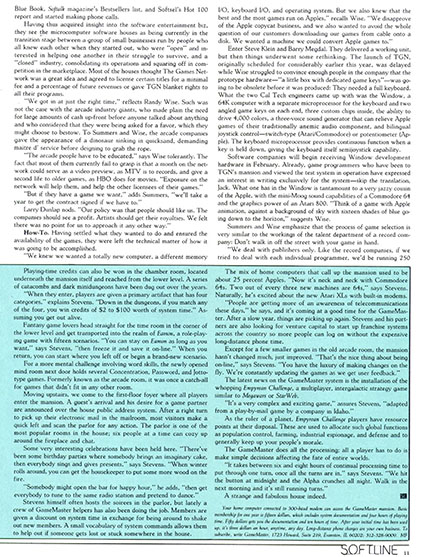 Blue Book, Softalk magazine's Bestsellers list, and Softsel's Hot 100
report and started making phone calls.
Having thus acquired insight into the software entertainment biz,
they see the microcomputer software houses as being currently in the
transition stage between a group of small businesses run by people who
all knew each other when they started out, who were "open" and in-
terested in helping one another in their struggle to survive, and a
"closed" industry, consolidating its operations and squaring off in com-
petition in the marketplace. Most of the houses thought The Games Net-
work was a great idea and agreed to license certain titles for a minimal
fee and a percentage of future revenues or gave TGN blanket rights to
all their programs.
"We got in at just the right time," reflects Randy Wise. Such was
not the case with the arcade industry giants, who made plain the need
for large amounts of cash up-front before anyone talked about anything
and who considered that they were being asked for a favor, which they
might choose to bestow. To Summers and Wise, the arcade companies
gave the appearance of a dinosaur sinking in quicksand, demanding
matzo if service before deigning to grab the rope.
"The arcade people have to be educated," says Wise tolerantly. The
fact that most of them currently fail to grasp is that a month on the net-
work could serve as a video preview, as MTV is to records, and give a
second life to older games, as HBO does for movies. "Exposure on the
network will help them, and help the other licensees of their games."
"But if they have a game we want," adds Summers, "we'll take a
year to get the contract signed if we have to."
Larry Dunlop nods. "Our policy was that people should like us. The
companies should see a profit. Artists should get their royalties. We felt
there was no point for us to approach it any other way."
How-To. Having settled what they wanted to do and ensured the
availability of the games, they were left the technical matter of how it
was going to be accomplished.
"We knew we wanted a totally new computer, a different memory
I/O, keyboard I/O, and operating system. But we also knew that the
best and the most games run on Apples," recalls Wise. "We disapprove
of the Apple copycat business, and we also wanted to avoid the whole
question of our customers downloading our games from cable onto a
disk. We wanted a machine we could convert Apple games to."
Enter Steve Klein and Barry Megdal. They delivered a working unit,
but then things underwent some rethinking. The launch of TGN,
originally scheduled for considerably earlier this year, was delayed
while Wise struggled to convince enough people in the company that the
prototype hardware—"a little box with dedicated game keys"—was go-
ing to be obsolete before it was produced: They needed a full keyboard.
What the two Cal Tech engineers came up with was the Window, a
64K computer with a separate microprocessor for the keyboard and two
angled game keys on each end, three custom chips inside, the ability to
drive 4,000 colors, a three-voice sound generator that can relieve Apple
games of their traditionally anemic audio component, and bilingual
joystick control—switch-type (Atari/Commodore) or potentiometer (Ap-
ple). The keyboard microprocessor provides continuous function when a
key is held down, giving the keyboard itself semijoystick capability.
Software companies will begin receiving Window development
hardware in February. Already, game programmers who have been to
TGN's mansion and viewed the test system in operation have expressed
an interest in writing exclusively for the system—skip the translation,
Jack. What one has in the Window is tantamount to a very jazzy cousin
of the Apple, with the mini-Moog sound capabilities of a Commodore 64
and the graphics power of an Atari 800. "Think of a game with Apple
animation, against a background of sky with sixteen shades of blue go-
ing down to the horizon," suggests Wise.
Summers and Wise emphasize that the process of game selection is
very similar to the workings of the talent department of a record com-
pany: Don't walk in off the street with your game in hand.
"We deal with publishers only. Like the record companies, if we
tried to deal with each individual programmer, we'd be running 250
Playing-time credits can also be won in the chamber room, located
underneath the mansion itself and reached from the lower level. A series
of catacombs and dark minidungeons have been dug out over the years.
"When they enter, players are given a primary artifact that has four
categories," explains Stevens. "Down in the dungeons, if you match any
of the four, you win credits of $2 to $100 worth of system time." As-
suming you get out alive.
Fantasy game lovers head straight for the time room in the corner of
the lower level and get transported into the realm of Eamon, a role-play-
ing game with fifteen scenarios. "You can stay on Eamon as long as you
want," says Stevens, "then freeze it and save it on-line." When you
return, you can start where you left off or begin a brand-new scenario.
For a more mental challenge involving word skills, the newly opened
mind room next door holds several Concentration, Password, and Jotto-
type games. Formerly known as the arcade room, it was once a catch-all
for games that didn't fit in any other room.
Moving upstairs, we come to the first-floor foyer where all players
enter the mansion. A guest's arrival and his desire for a game partner
are announced over the house public address system. After a right turn
to pick up their electronic mail in the mailroom, most visitors make a
quick left and scan the parlor for any action. The parlor is one of the
most popular rooms in the house; six people at a time can cozy up
around the fireplace and chat.
Some very interesting celebrations have been held here. "There've
been some birthday parties where somebody brings an imaginary cake,
then everybody sings and gives presents," says Stevens. "When winter
rolls around, you can get the housekeeper to put some more wood on the
fire.
"Somebody might open the bar for happy hour," he adds, "then get
everybody to tune to the same radio station and pretend to dance."
Stevens himself often hosts the soirees in the parlor, but lately a
crew of GameMaster helpers has also been doing the job. Members are
given a discount on system time in exchange for being around to shake
out new members. A small vocabulary of system commands allows them
to help out if someone gets lost or stuck somewhere in the house.
The mix of home computers that call up the mansion used to be
about 25 percent Apples. "Now it's neck and neck with Commodore
64s. Two out of every three new machines are 64s," says Stevens.
Naturally, he's excited about the new Atari XLs with built-in modems.
"People are getting more of an awareness of telecommunications
these days," he says, and it's coming at a good time for the GameMas-
ter. After a slow year, things are picking up again. Stevens and his part-
ners are also looking for venture capital to start up franchise systems
across the country so more people can log on without the expensive
long-distance phone time.
Except for a few smaller games in the old arcade room, the mansion
hasn't changed much, just improved. "That's the nice thing about being
on-line," says Stevens. "You have the luxury of making changes on the
fly. We're constantly updating the games as we get user feedback."
The latest news on the GameMaster system is the installation of the
whopping Empyrean Challenge, a multiplayer, intergalactic strategy game
similar to Megawars or StarWeb.
"It's a very complex and exciting game," assures Stevens, "adapted
from a play-by-mail game by a company in Idaho."
As the ruler of a planet, Empyrean Challenge players have resource
points at their disposal. These are used to allocate such global functions
as population control, farming, industrial espionage, and defense and to
generally keep up your people's morale.
The GameMaster does all the processing; all a player has to do is
make simple decisions affecting the fate of entire worlds.
"It takes between six and eight hours of continual processing time to
put through one turn, once all the turns are in," says Stevens. "We hit
the button at midnight and the Alpha crunches all night. Walk in the
next morning and it's still running turns."
A strange and fabulous house indeed.
Your home computer connected to 300-baud modem can access the GameMaster mansion. Basic
membership for one year is fifteen dollars, which includes system documentation and four hours of playing
time. Fifty dollars gets you the documentation and ten hours of time. After your initial time has been used
up, it's three dollars an hour, anytime, any day. Long-distance phone charges are your own business. To
subscribe, write GameMaster, 1723 Howard, Suite 219, Evanston, IL 60202; 312-328-9009. MF
SOFTLINE 11